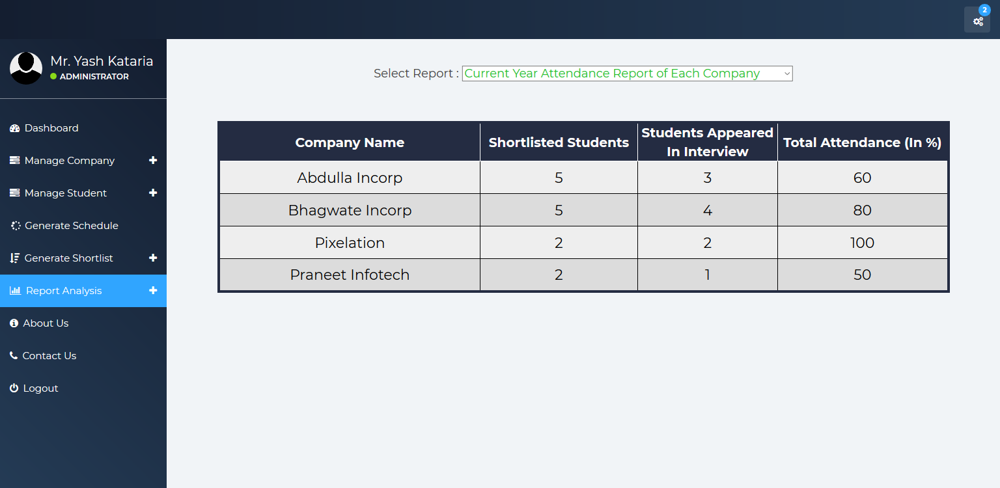 2
Mr. Yash Kataria
ADMINISTRATOR
Dashboard
Manage Company
Manage Student
Generate Schedule
Generate Shortlist
Report Analysis
About Us
Contact Us
Logout
Select Report : Current Year Attendance Report of Each Company
Company Name Shortlisted Students Students Appeared In Interview Total Attendance (In %)
Abdulla Incorp 5 3 60
Bhagwate Incorp 5 4 80
Pixelation 2 2 100
Praneet Infotech 2 1 50